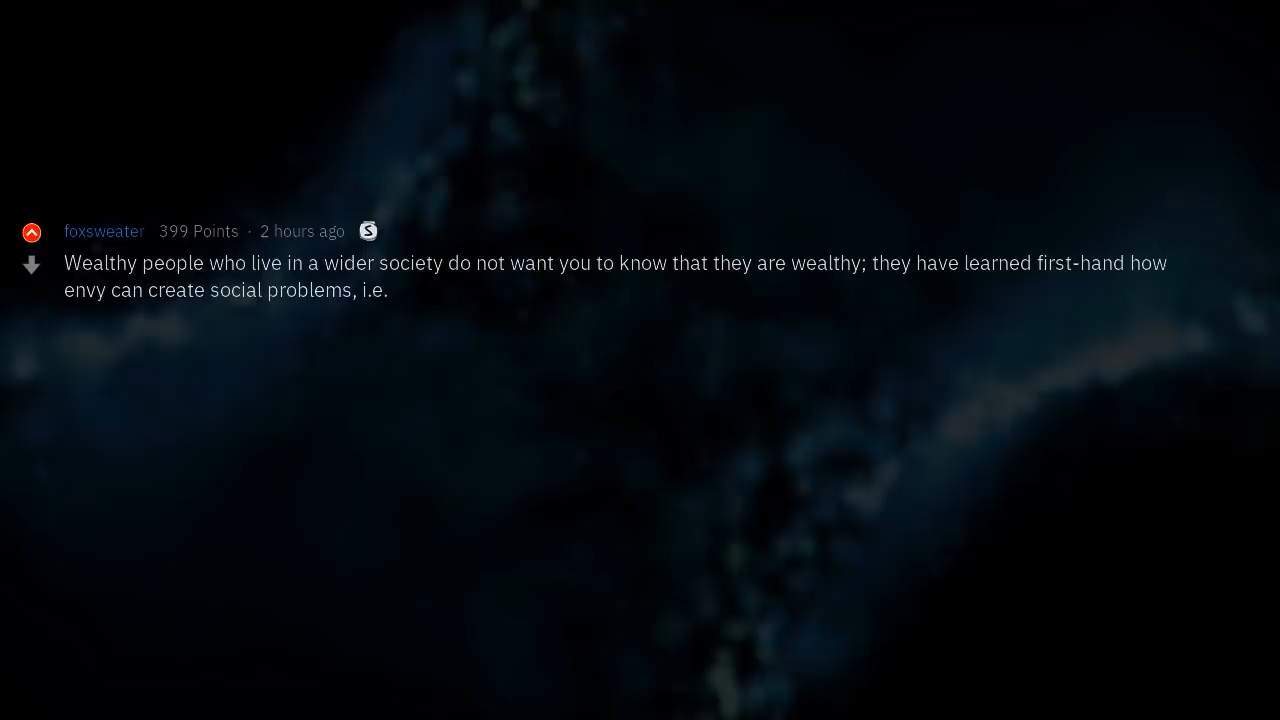 foxsweater 399 Points · 2 hours ago
Wealthy people who live in a wider society do not want you to know that they are wealthy; they have learned first-hand how
envy can create social problems, i.e.